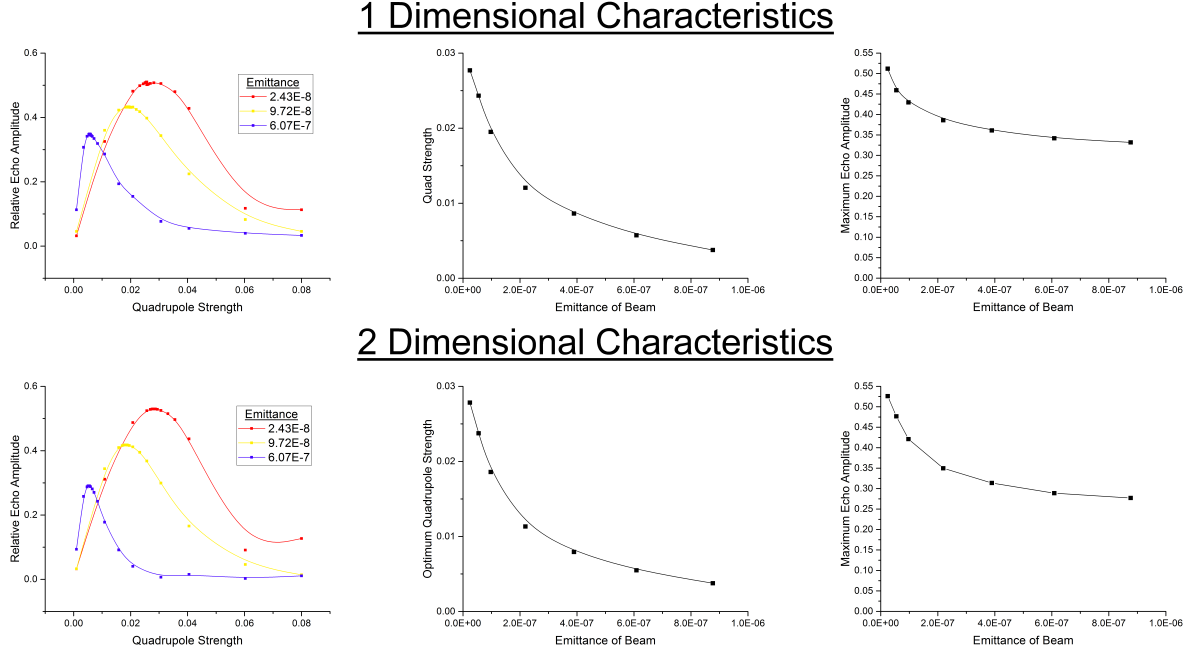 1 Dimensional Characteristics
0.6
0.4
0.2
0.0
Relative Echo Amplitude
0.00 0.02 0.04 0.06 0.08
Quadrupole Strength
Emittance
2.43E-8
9.72E-8
6.07E-7
0.03
0.02
0.01
0.00
Quad Strength
0.0E+00 2.0E-07 4.0E-07 6.0E-07 8.0E-07 1.0E-06
Emittance of Beam
0.55
0.50
0.45
0.40
0.35
0.30
0.25
0.20
0.15
0.10
0.05
0.00
Maximum Echo Amplitude
0.0E+00 2.0E-07 4.0E-07 6.0E-07 8.0E-07 1.0E-06
Emittance of Beam
2 Dimensional Characteristics
0.6
0.4
0.2
0.0
Relative Echo Amplitude
0.00 0.02 0.04 0.06 0.08
Quadrupole Strength
Emittance
2.43E-8
9.72E-8
6.07E-7
0.03
0.02
0.01
0.00
Optimum Quadrupole Strength
0.0E+00 2.0E-07 4.0E-07 6.0E-07 8.0E-07 1.0E-06
Emittance of Beam
0.55
0.50
0.45
0.40
0.35
0.30
0.25
0.20
0.15
0.10
0.05
0.00
Maximum Echo Amplitude
0.0E+00 2.0E-07 4.0E-07 6.0E-07 8.0E-07 1.0E-06
Emittance of Beam